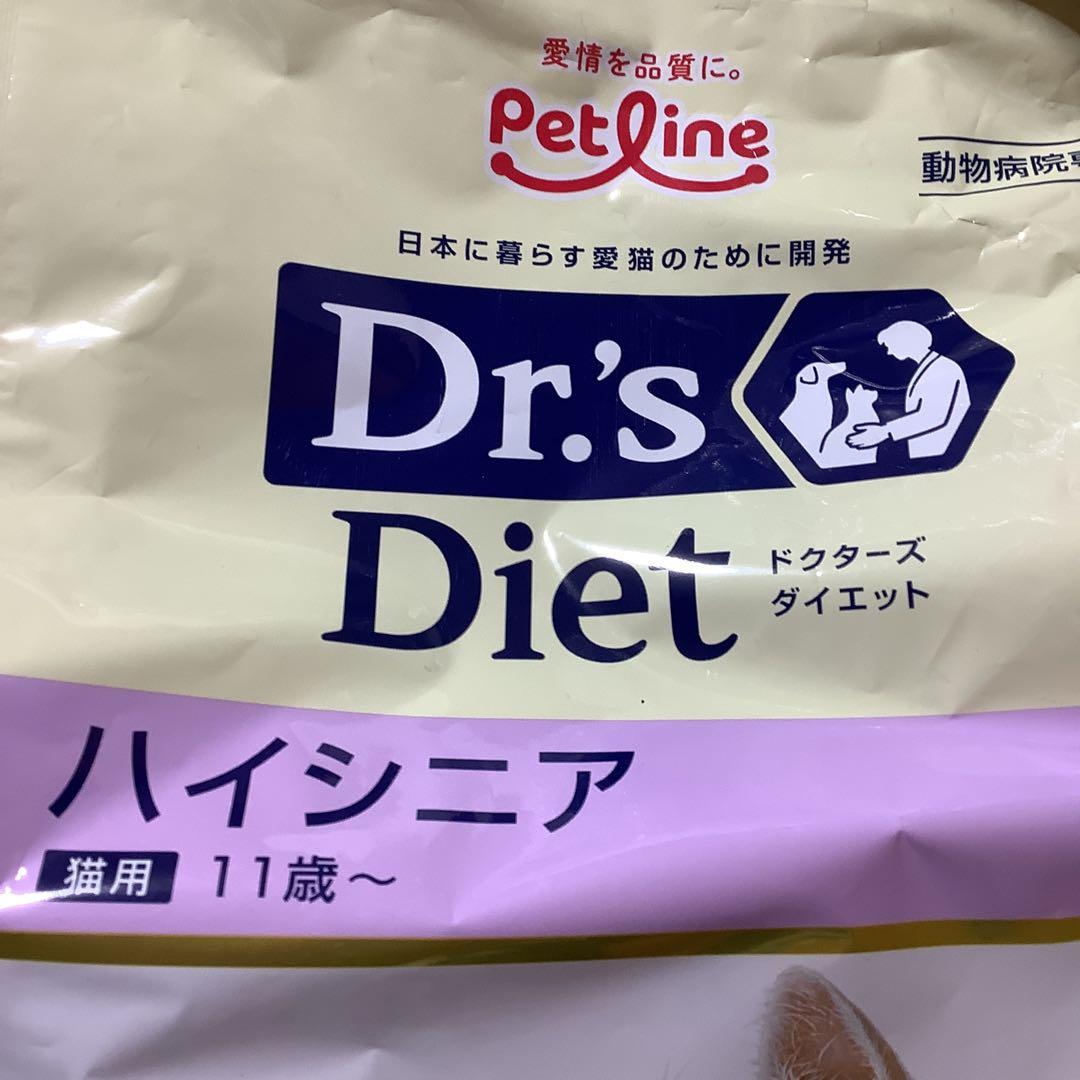 愛情を品質に。
Petline
動物病院
日本に暮らす愛猫のために開発
Dr.'s
Diet
ドクターズ
ダイエット
ハイシニア
猫用 11歳～